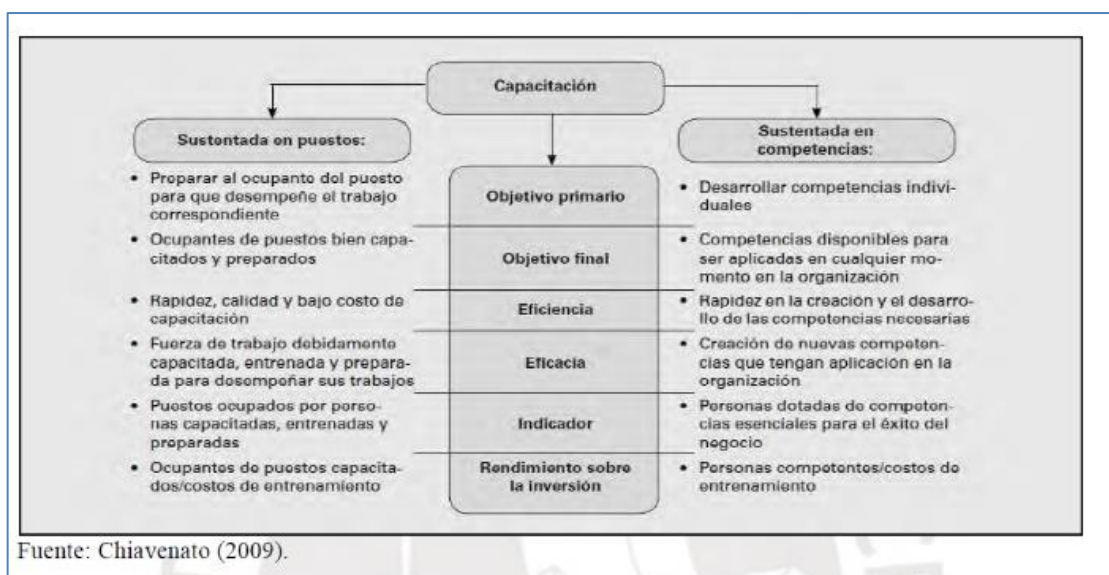 Capacitación
Sustentada en puestos:
Sustentada en
competencias:
• Preparar al ocupante del puesto
para que desempeñe el trabajo
correspondiente
Objetivo primario
• Desarrollar competencias indivi-
duales
• Ocupantes de puestos bien capa-
citados y preparados
Objetivo final
• Competencias disponibles para
ser aplicadas en cualquier mo-
mento en la organización
• Rapidez, calidad y bajo costo de
capacitación
Eficiencia
• Rapidez en la creación y el desarro-
llo de las competencias necesarias
• Fuerza de trabajo debidamente
capacitada, entrenada y prepara-
da para desempeñar sus trabajos
Eficacia
• Creación de nuevas competen-
cias que tengan aplicación en la
organización
• Puestos ocupados por perso-
nas capacitadas, entrenadas y
preparadas
Indicador
• Personas dotadas de competen-
cias esenciales para el éxito del
negocio
• Ocupantes de puestos capacita-
dos/costos de entrenamiento
Rendimiento sobre
la inversión
• Personas competentes/costos de
entrenamiento
Fuente: Chiavenato (2009).